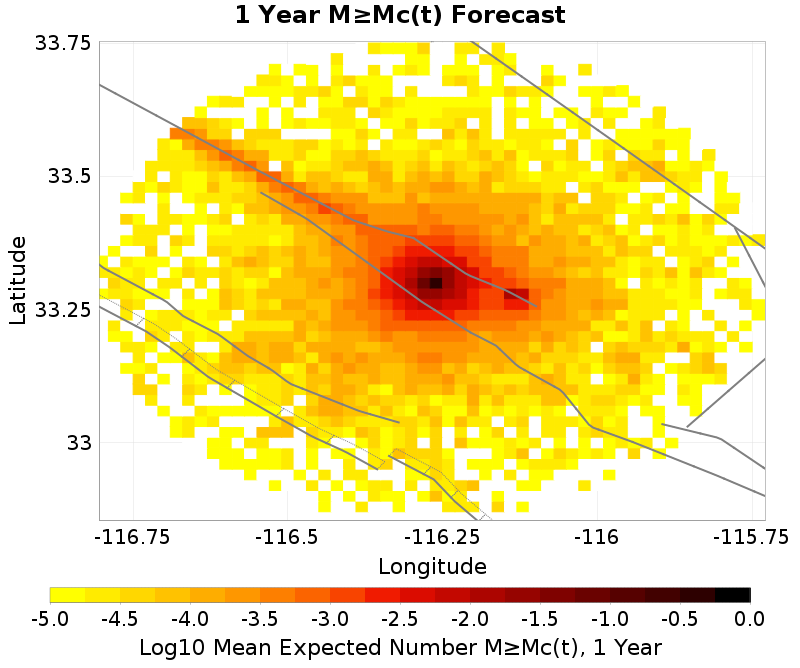 1 Year M≥Mc(t) Forecast
33.75
33.5
33.25
33
Latitude
-116.75 -116.5 -116.25 -116 -115.75
Longitude
-5.0 -4.5 -4.0 -3.5 -3.0 -2.5 -2.0 -1.5 -1.0 -0.5 0.0
Log10 Mean Expected Number M≥Mc(t), 1 Year